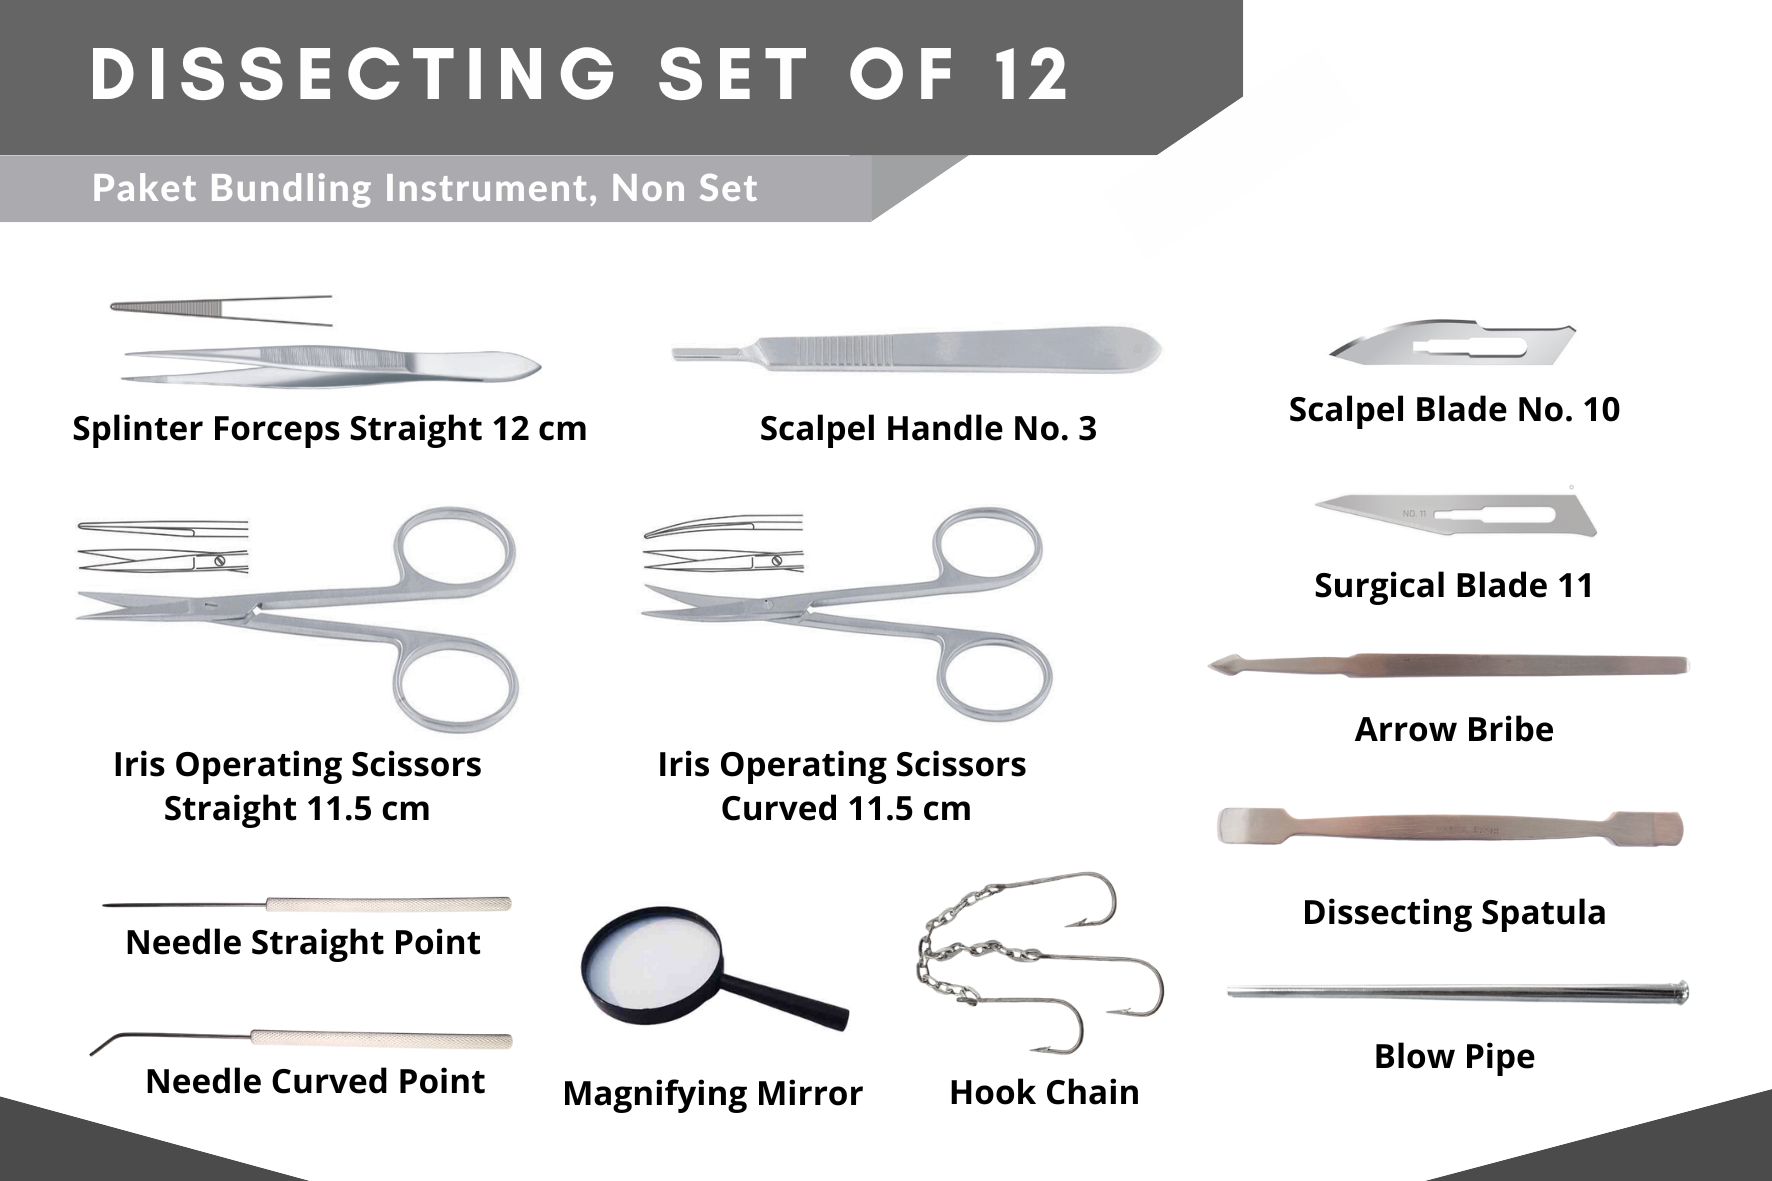 DISSECTING SET OF 12
Paket Bundling Instrument, Non Set
Splinter Forceps Straight 12 cm
Scalpel Handle No. 3
Scalpel Blade No. 10
NO. 11
Surgical Blade 11
Iris Operating Scissors
Straight 11.5 cm
Iris Operating Scissors
Curved 11.5 cm
Arrow Bribe
Dissecting Spatula
Needle Straight Point
Needle Curved Point
Magnifying Mirror
Hook Chain
Blow Pipe